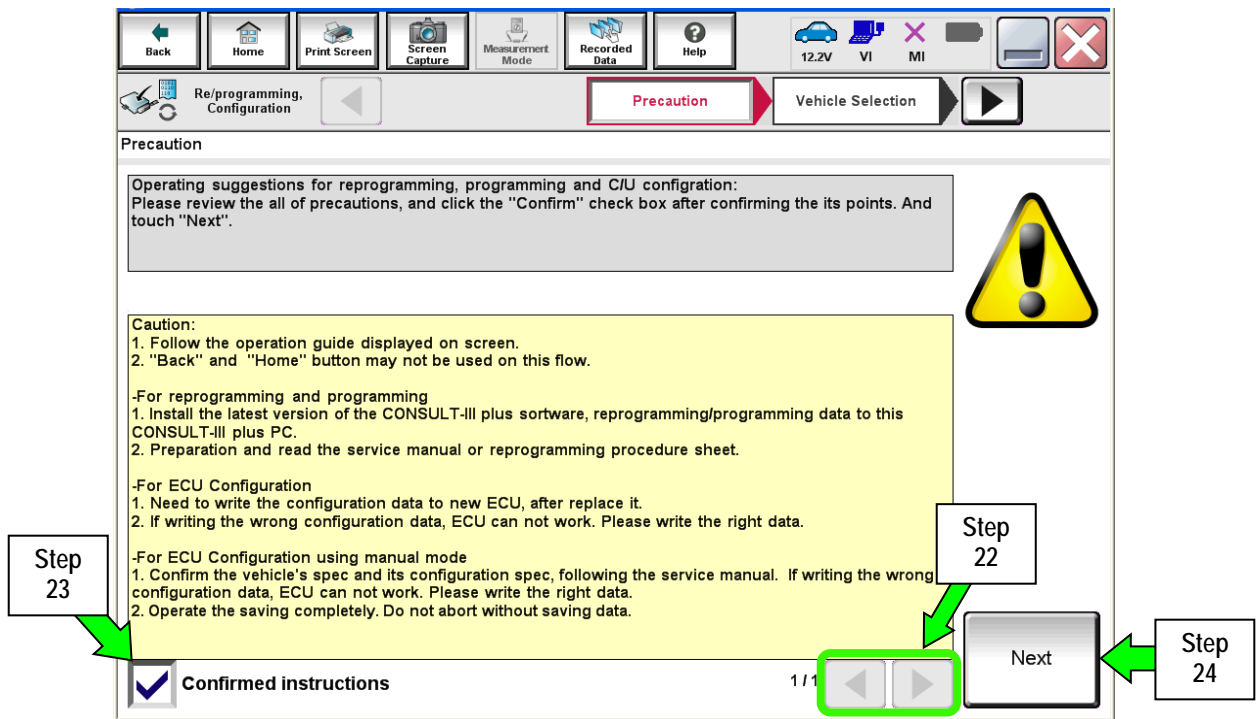 Back
Home
Print Screen
Screen
Capture
Measurement
Mode
Recorded
Data
Help
12.2V
VI
MI
Re/programming,
Configuration
Precaution
Vehicle Selection
Precaution
Operating suggestions for reprogramming, programming and C/U configration:
Please review the all of precautions, and click the "Confirm" check box after confirming the its points. And
touch "Next".
Caution:
1. Follow the operation guide displayed on screen.
2. "Back" and "Home" button may not be used on this flow.
-For reprogramming and programming
1. Install the latest version of the CONSULT-III plus sortware, reprogramming/programming data to this
CONSULT-III plus PC.
2. Preparation and read the service manual or reprogramming procedure sheet.
-For ECU Configuration
1. Need to write the configuration data to new ECU, after replace it.
2. If writing the wrong configuration data, ECU can not work. Please write the right data.
-For ECU Configuration using manual mode
1. Confirm the vehicle's spec and its configuration spec, following the service manual. If writing the wrong
configuration data, ECU can not work. Please write the right data.
2. Operate the saving completely. Do not abort without saving data.
Step
22
Step
23
Confirmed instructions
1/1
Next
Step
24